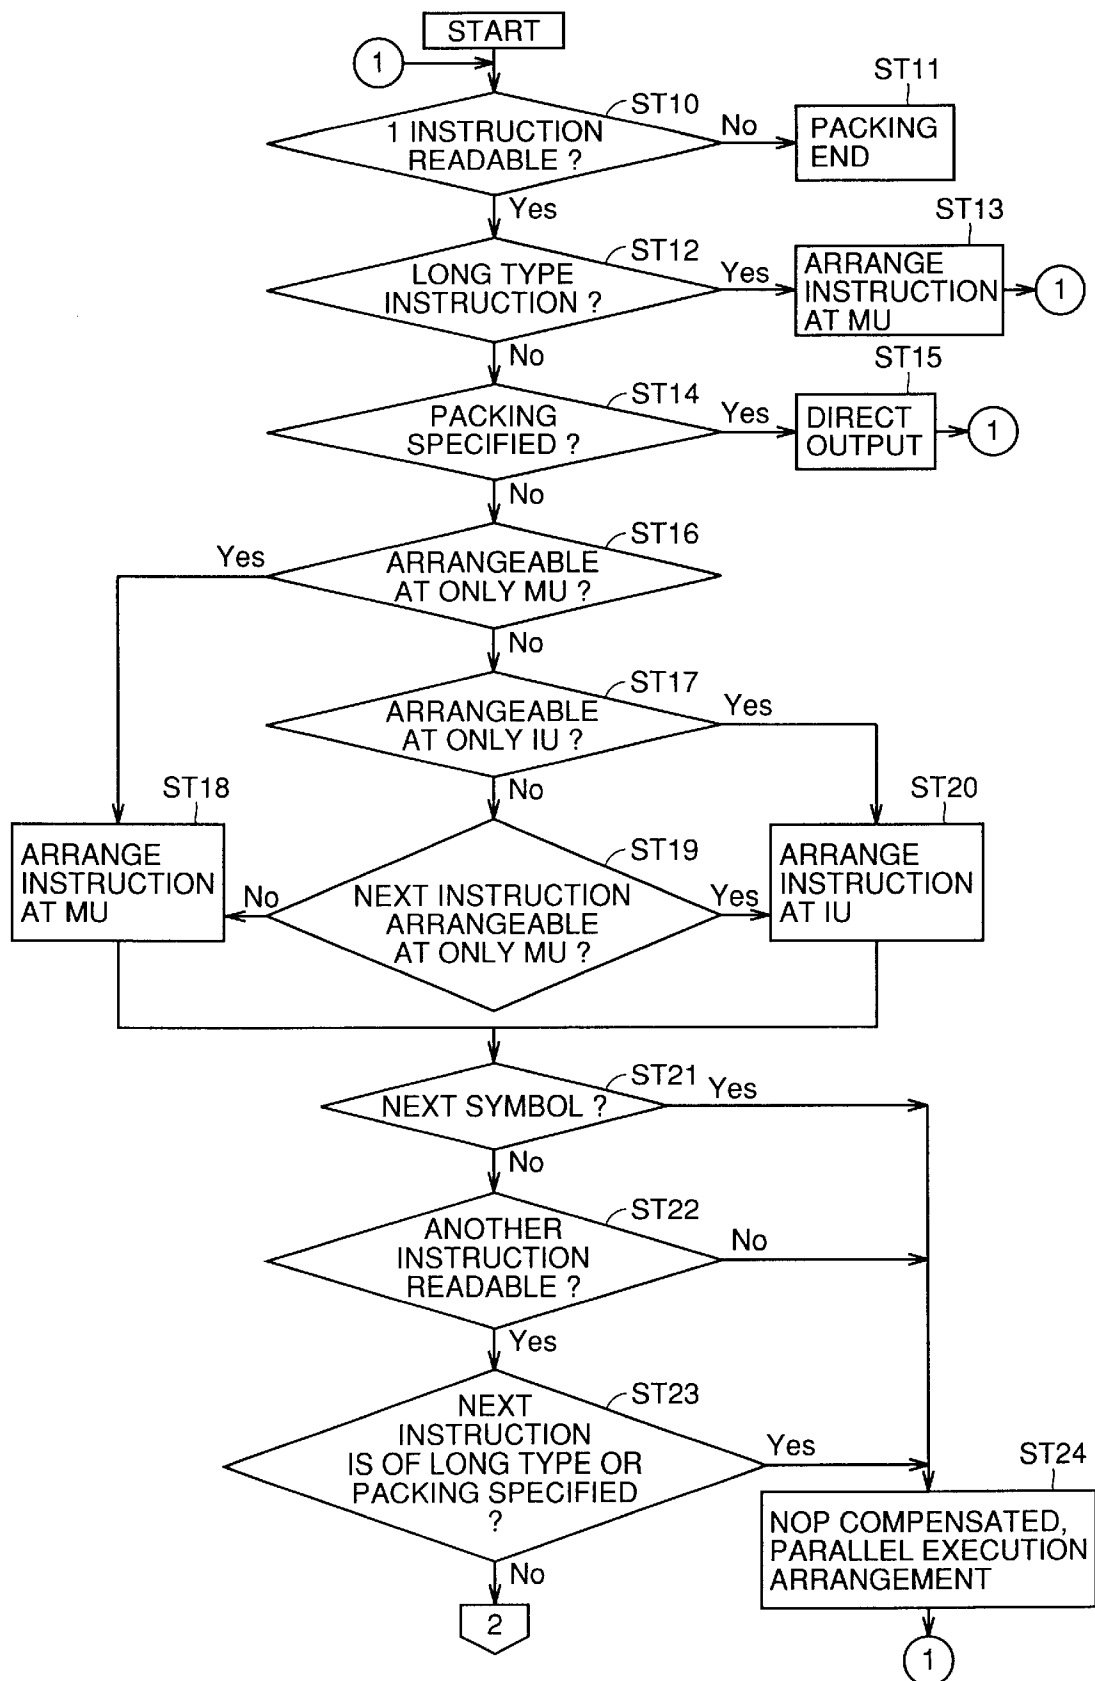 START
1
ST10
1 INSTRUCTION
READABLE ?
No
ST11
PACKING
END
Yes
ST12
LONG TYPE
INSTRUCTION ?
Yes
ST13
ARRANGE
INSTRUCTION
AT MU
1
No
ST14
PACKING
SPECIFIED ?
Yes
ST15
DIRECT
OUTPUT
1
No
ST16
ARRANGEABLE
AT ONLY MU ?
Yes
No
ST17
ARRANGEABLE
AT ONLY IU ?
Yes
No
ST18
ARRANGE
INSTRUCTION
AT MU
No
ST19
NEXT INSTRUCTION
ARRANGEABLE
AT ONLY MU ?
Yes
ST20
ARRANGE
INSTRUCTION
AT IU
ST21
NEXT SYMBOL ?
Yes
No
ST22
ANOTHER
INSTRUCTION
READABLE ?
No
Yes
ST23
NEXT
INSTRUCTION
IS OF LONG TYPE OR
PACKING SPECIFIED
?
Yes
ST24
NOP COMPENSATED,
PARALLEL EXECUTION
ARRANGEMENT
No
2
1